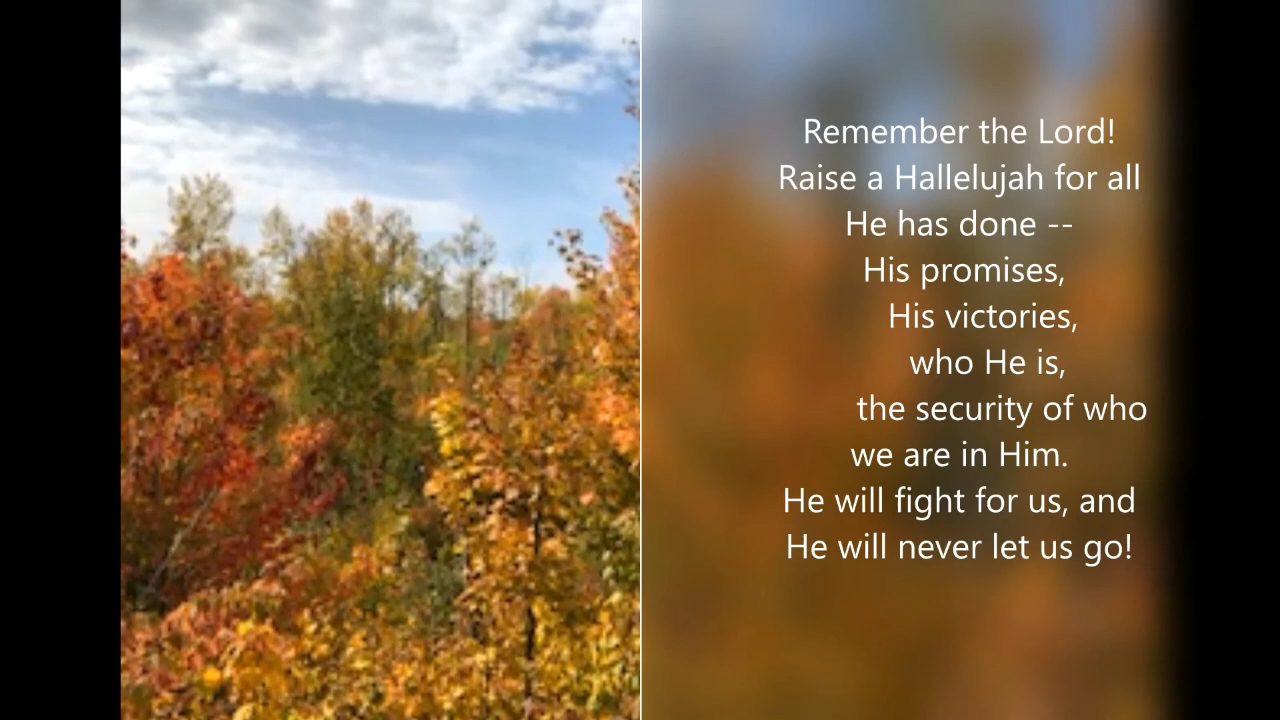 Remember the Lord!
Raise a Hallelujah for all
He has done --
His promises,
His victories,
who He is,
the security of who
we are in Him.
He will fight for us, and
He will never let us go!